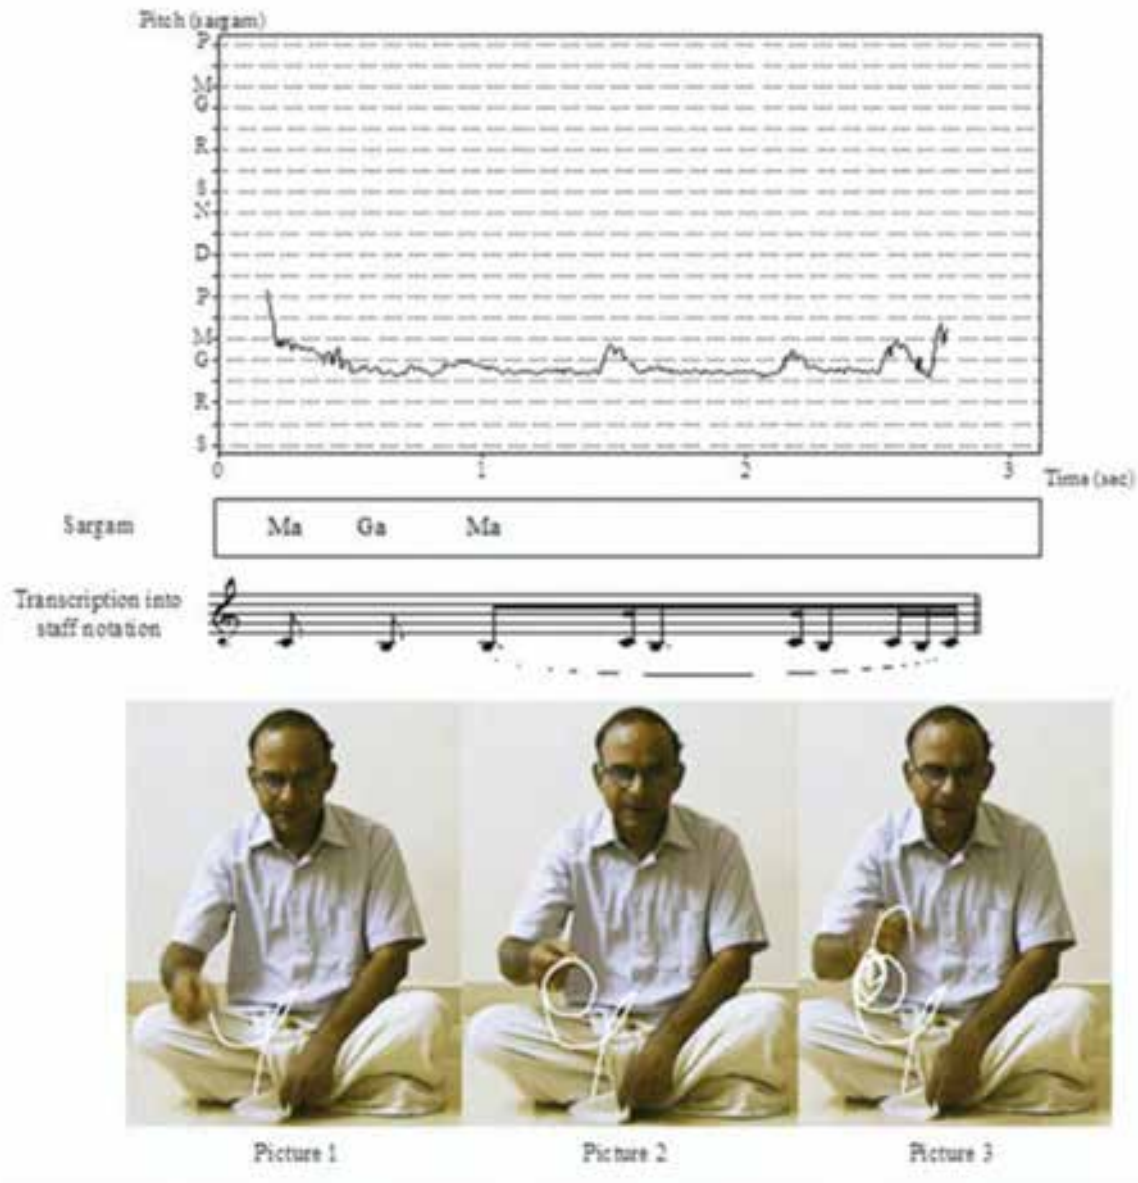 Pitch (sargam)
P
M
G
R
S
N
D
P
M
G
R
S
0 1 2 3
Time (sec)
Sargam
Ma Ga Ma
Transcription into
staff notation
Picture 1 Picture 2 Picture 3